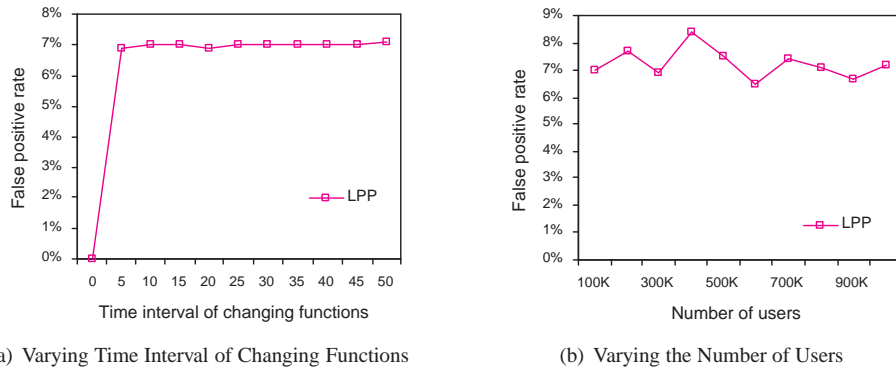 8%
7%
6%
5%
4%
3%
2%
1%
0%
False positive rate
LPP
0 5 10 15 20 25 30 35 40 45 50
Time interval of changing functions
a) Varying Time Interval of Changing Functions
9%
8%
7%
6%
5%
4%
3%
2%
1%
0%
False positive rate
LPP
100K 300K 500K 700K 900K
Number of users
(b) Varying the Number of Users